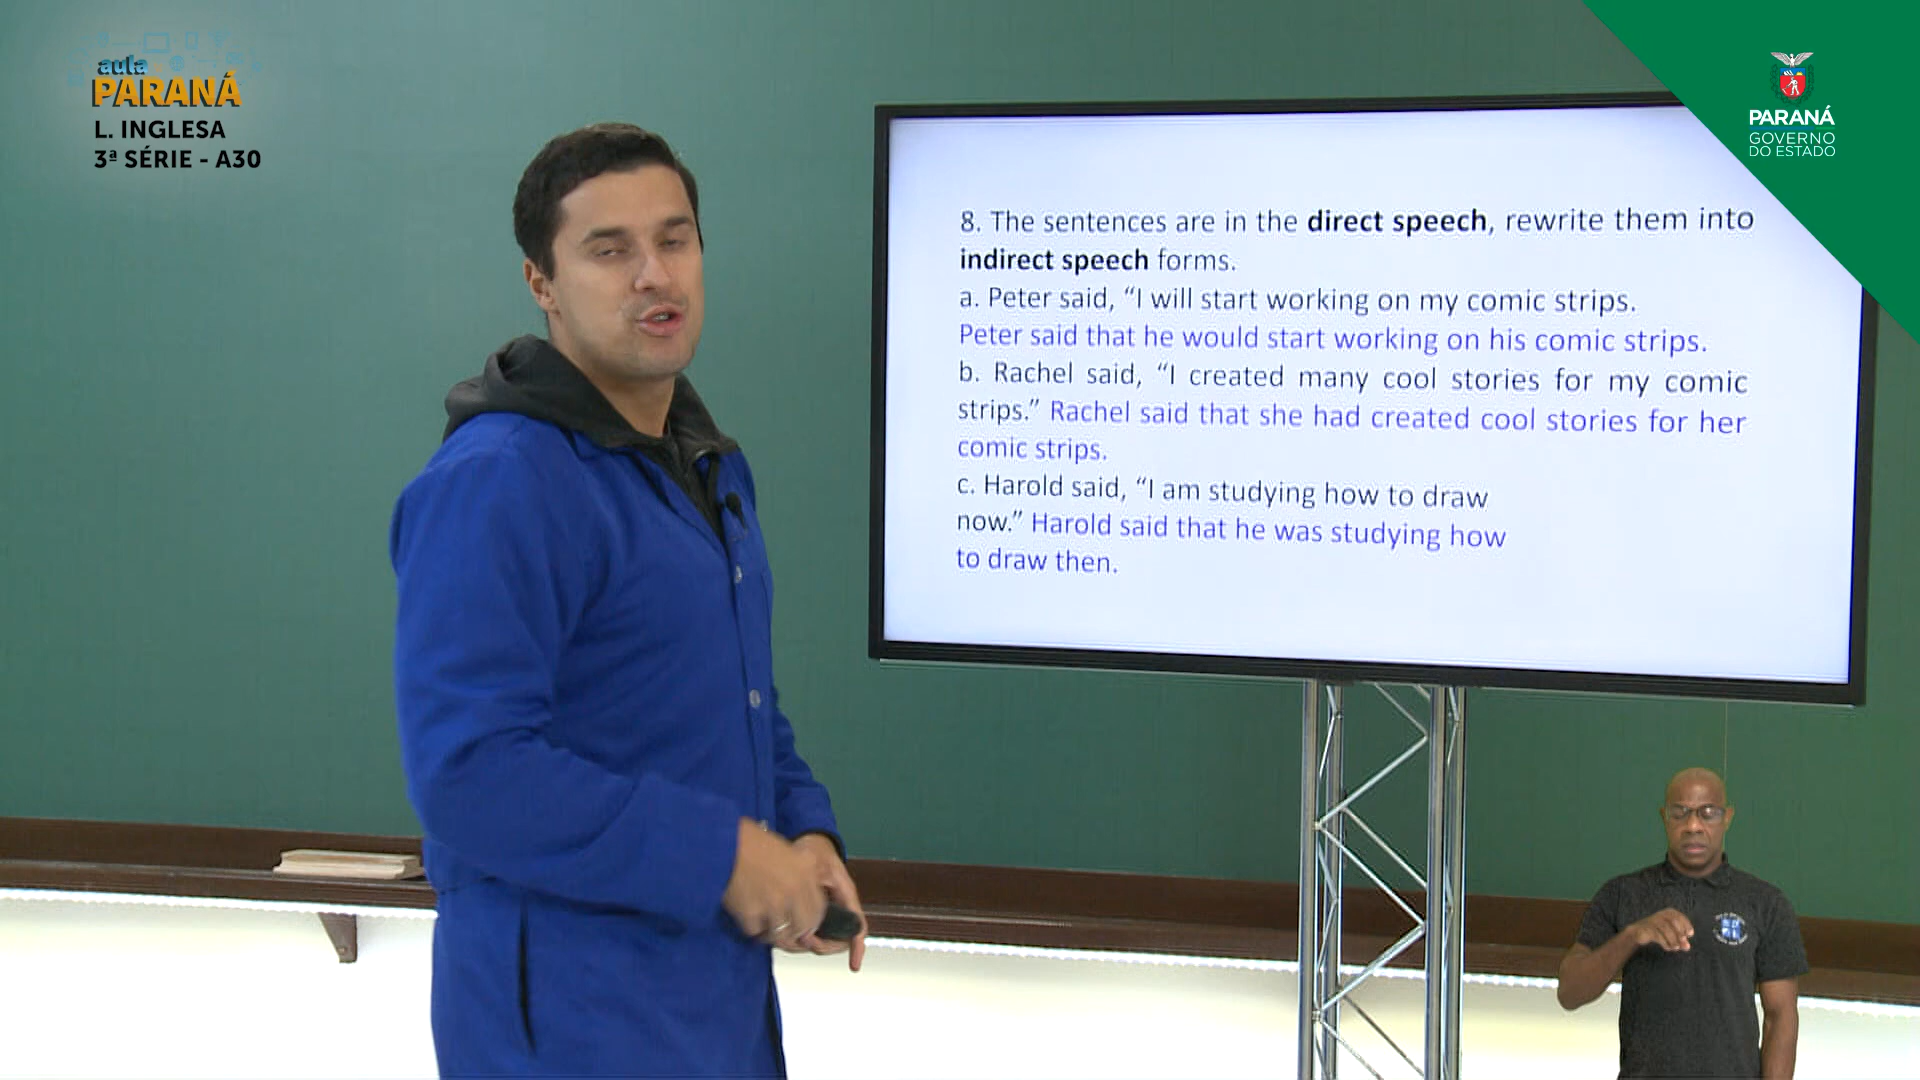 aula
PARANÁ
L. INGLESA
3ª SÉRIE - A30
PARANÁ
GOVERNO
DO ESTADO
8. The sentences are in the direct speech, rewrite them into
indirect speech forms.
a. Peter said, “I will start working on my comic strips.
Peter said that he would start working on his comic strips.
b. Rachel said, “I created many cool stories for my comic
strips.” Rachel said that she had created cool stories for her
comic strips.
c. Harold said, “I am studying how to draw
now.” Harold said that he was studying how
to draw then.